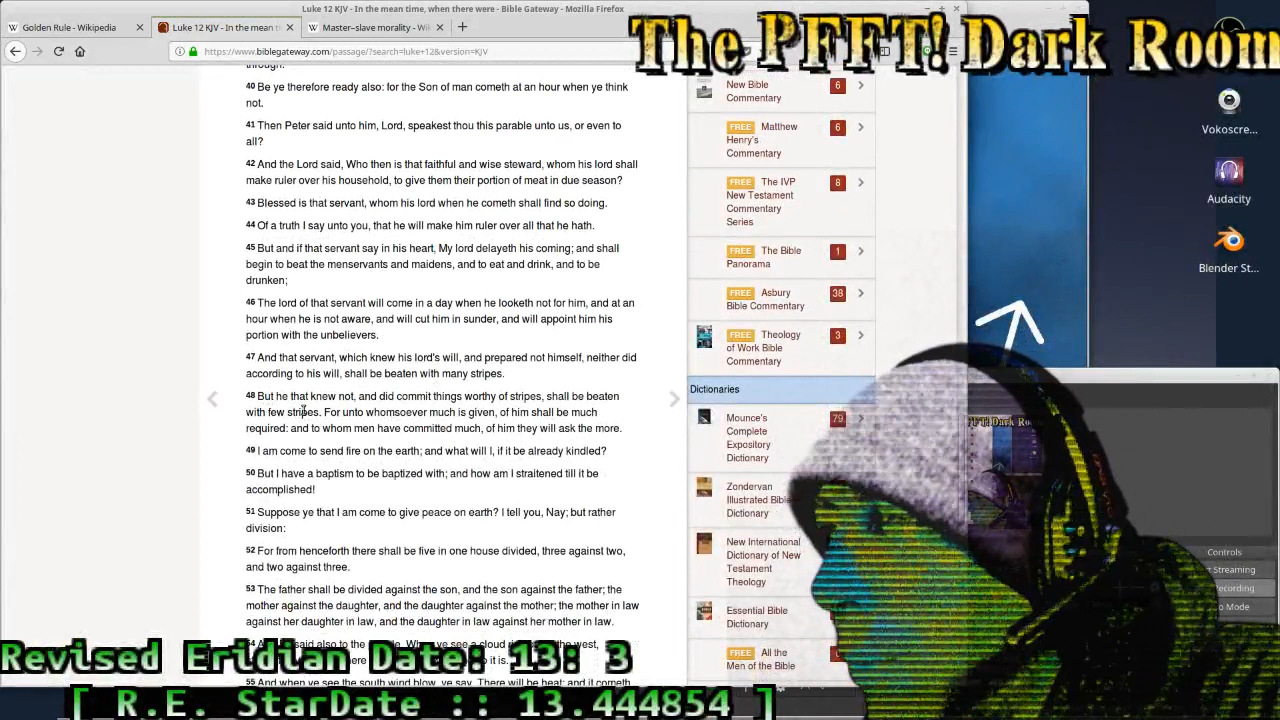 Luke 12 KJV - In the mean time, when there were - Bible Gateway - Mozilla Firefox
The PFFT! Dark Room
Golden Rule - Wikipedia
Luke 12 KJV - In the mean
Master–slave morality - Wiki
https://www.biblegateway.com/passage/?search=luke+12&version=KJV
through.
40 Be ye therefore ready also: for the Son of man cometh at an hour when ye think
not.
41 Then Peter said unto him, Lord, speakest thou this parable unto us, or even to
all?
42 And the Lord said, Who then is that faithful and wise steward, whom his lord shall
make ruler over his household, to give them their portion of meat in due season?
43 Blessed is that servant, whom his lord when he cometh shall find so doing.
44 Of a truth I say unto you, that he will make him ruler over all that he hath.
45 But and if that servant say in his heart, My lord delayeth his coming; and shall
begin to beat the menservants and maidens, and to eat and drink, and to be
drunken;
46 The lord of that servant will come in a day when he looketh not for him, and at an
hour when he is not aware, and will cut him in sunder, and will appoint him his
portion with the unbelievers.
47 And that servant, which knew his lord's will, and prepared not himself, neither did
according to his will, shall be beaten with many stripes.
48 But he that knew not, and did commit things worthy of stripes, shall be beaten
with few stripes. For unto whomsoever much is given, of him shall be much
required: and to whom men have committed much, of him they will ask the more.
49 I am come to send fire on the earth; and what will I, if it be already kindled?
50 But I have a baptism to be baptized with; and how am I straitened till it be
accomplished!
51 Suppose ye that I am come to give peace on earth? I tell you, Nay; but rather
division:
52 For from henceforth there shall be five in one house divided, three against two,
and two against three.
53 The father shall be divided against the son, and the son against the father; the
mother against the daughter, and the daughter against the mother; the mother in law
against her daughter in law, and the daughter in law against her mother in law.
New Bible
Commentary
6
FREE Matthew
Henry's
Commentary
6
FREE The IVP
New Testament
Commentary
Series
8
FREE The Bible
Panorama
1
FREE Asbury
Bible Commentary
38
FREE Theology
of Work Bible
Commentary
3
Dictionaries
Mounce's
Complete
Expository
Dictionary
79
Zondervan
Illustrated Bible
Dictionary
New International
Dictionary of New
Testament
Theology
Essential Bible
Dictionary
FREE All the
Men of the Bible
Vokoscre...
Audacity
Blender St...
Controls
Streaming
Recording
Mode